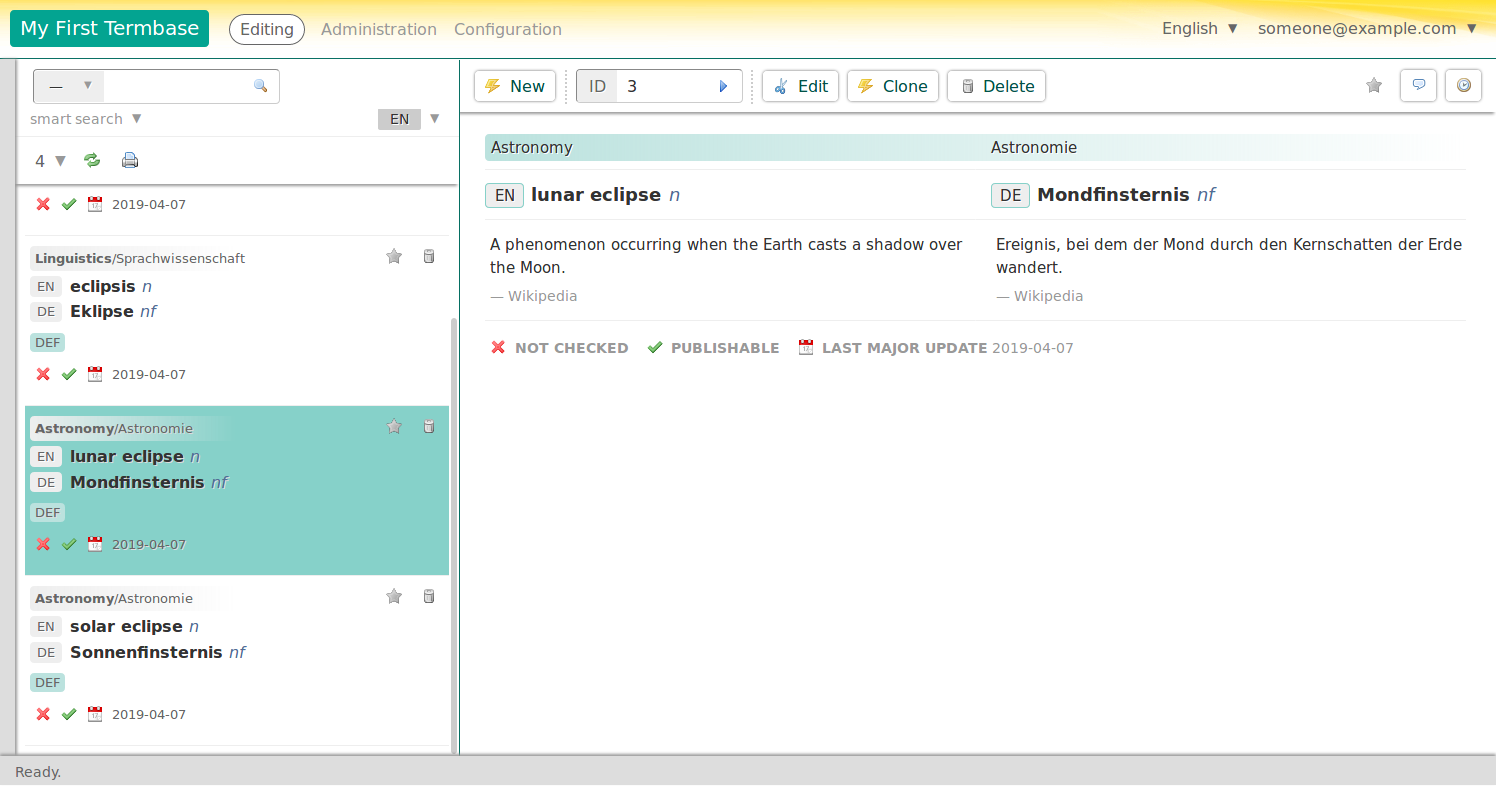 My First Termbase Editing Administration Configuration English ▼ someone@example.com ▼
— ▼
smart search ▼ EN ▼
4 ▼
2019-04-07
Linguistics/Sprachwissenschaft
EN eclipsis n
DE Eklipse nf
DEF
2019-04-07
Astronomy/Astronomie
EN lunar eclipse n
DE Mondfinsternis nf
DEF
2019-04-07
Astronomy/Astronomie
EN solar eclipse n
DE Sonnenfinsternis nf
DEF
2019-04-07
New ID 3 Edit Clone Delete
Astronomy Astronomie
EN lunar eclipse n DE Mondfinsternis nf
A phenomenon occurring when the Earth casts a shadow over
the Moon.
— Wikipedia
Ereignis, bei dem der Mond durch den Kernschatten der Erde
wandert.
— Wikipedia
NOT CHECKED PUBLISHABLE LAST MAJOR UPDATE 2019-04-07
Ready.